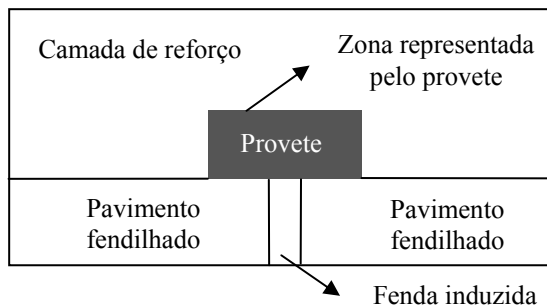 Camada de reforço
Zona representada
pelo provete
Provete
Pavimento
fendilhado
Pavimento
fendilhado
Fenda induzida